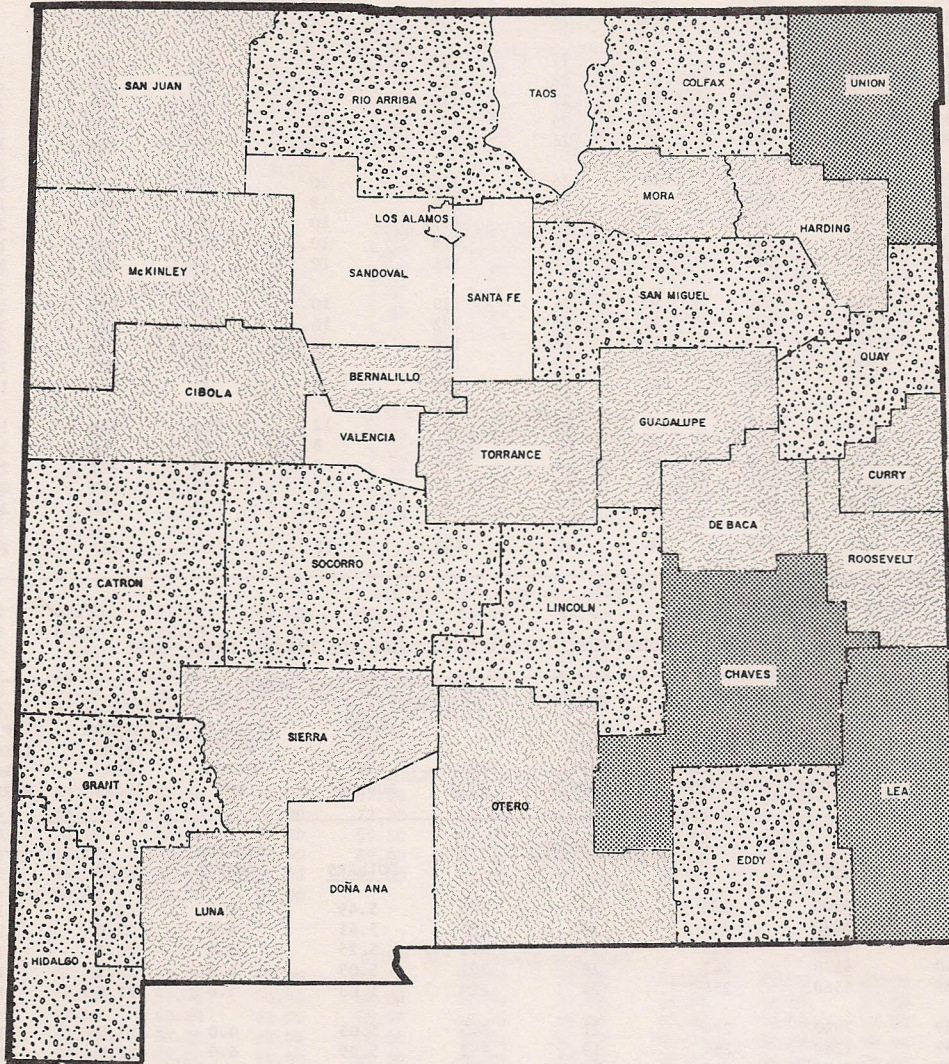 SAN JUAN
RIO ARRIBA
TAOS
COLFAX
UNION
MORA
LOS ALAMOS
HARDING
McKINLEY
SANDOVAL
SANTA FE
SAN MIGUEL
QUAY
BERNALILLO
CIBOLA
GUADALUPE
VALENCIA
TORRANCE
CURRY
DE BACA
SOCORRO
ROOSEVELT
CATRON
LINCOLN
CHAVES
SIERRA
GRANT
LEA
OTERO
EDDY
DOÑA ANA
LUNA
HIDALGO